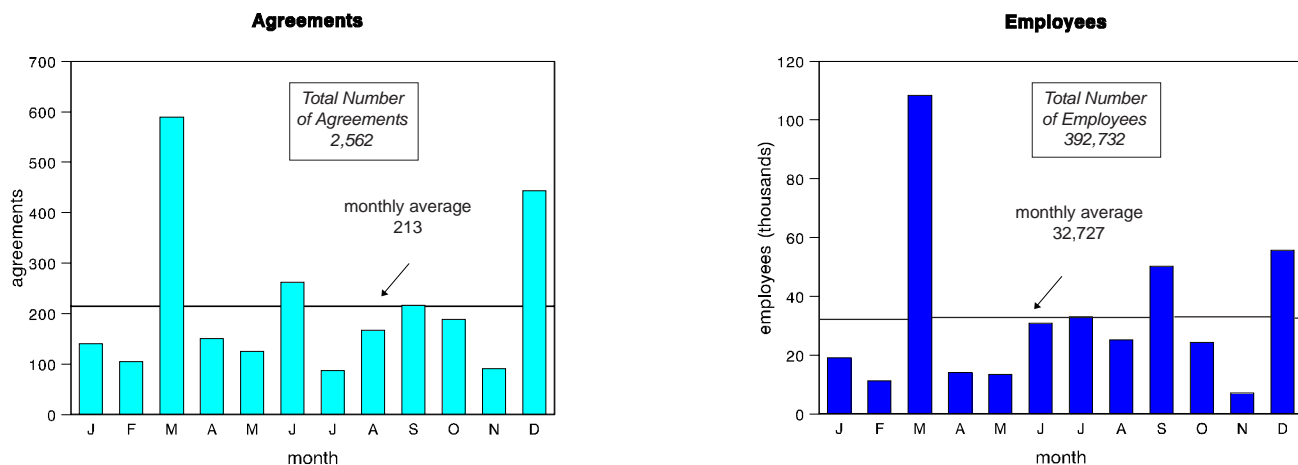 Agreements
700
600
500
400
300
200
100
0
agreements
Total Number
of Agreements
2,562
monthly average
213
J F M A M J J A S O N D
month
Employees
120
100
80
60
40
20
0
employees (thousands)
Total Number
of Employees
392,732
monthly average
32,727
J F M A M J J A S O N D
month